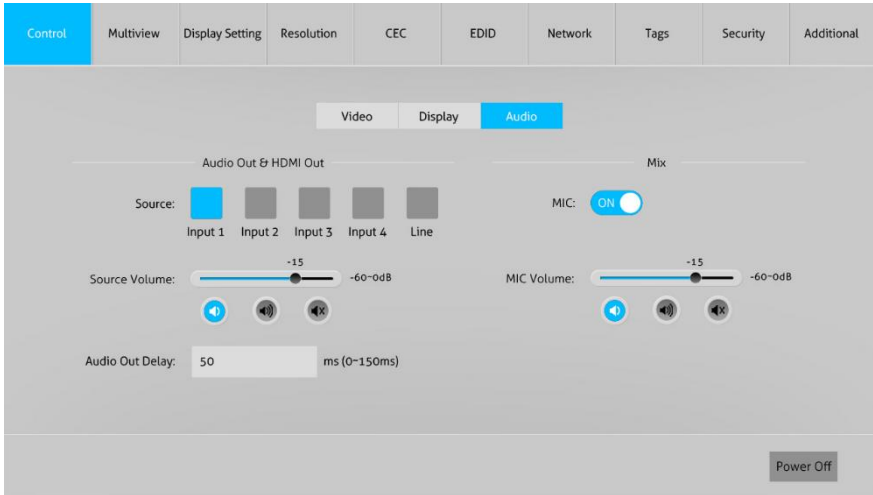 Control Multiview Display Setting Resolution CEC EDID Network Tags Security Additional
Video Display Audio
Audio Out & HDMI Out Mix
Source: MIC: ON
Input 1 Input 2 Input 3 Input 4 Line
-15 -15
Source Volume: -60~0dB MIC Volume: -60~0dB
Audio Out Delay: 50 ms (0~150ms)
Power Off